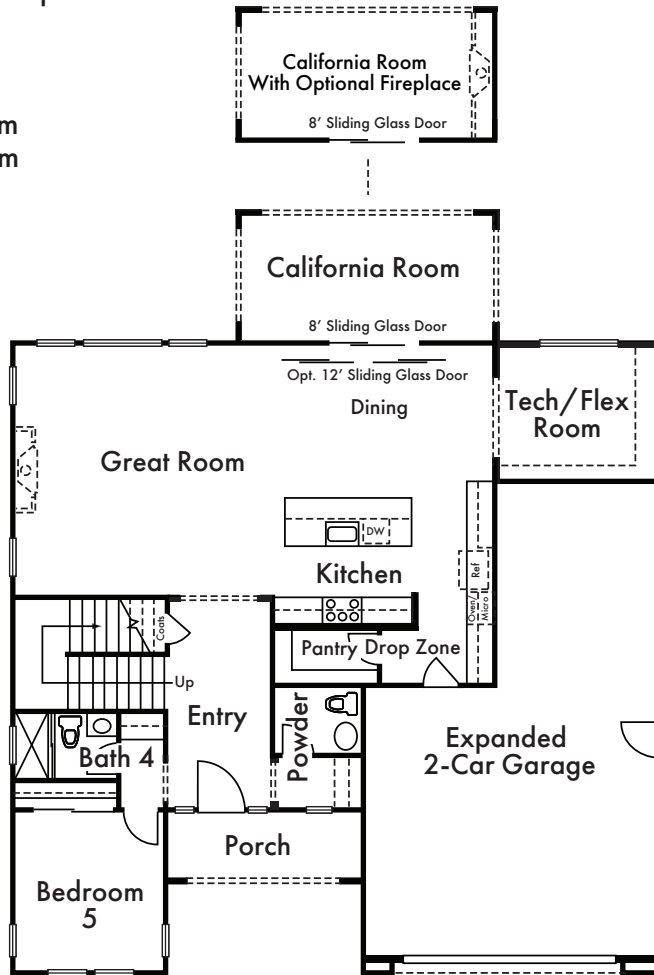 m
m
California Room
With Optional Fireplace
8' Sliding Glass Door
California Room
8' Sliding Glass Door
Opt. 12' Sliding Glass Door
Dining
Tech/Flex
Room
Great Room
DW
Kitchen
Ref
Oven/
Micro
Coats
Pantry
Drop Zone
Up
Entry
Powder
Bath 4
Expanded
2-Car Garage
Porch
Bedroom
5